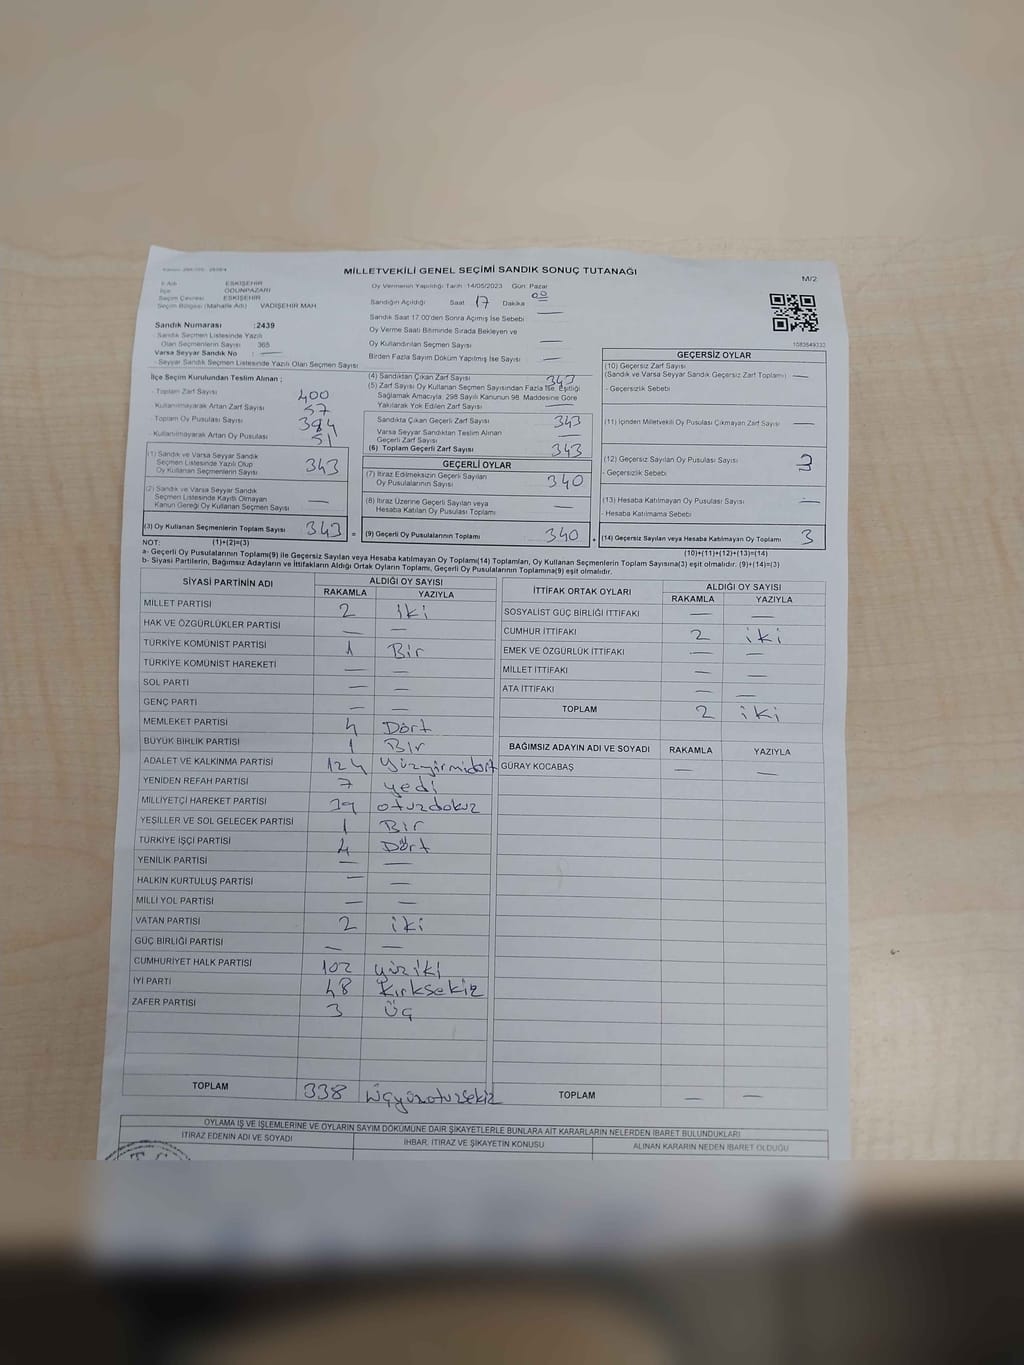 MİLLETVEKİLİ GENEL SEÇİMİ SANDIK SONUÇ TUTANAĞI
M/2
İl Adı : ESKİŞEHİR
İlçe : ODUNPAZARI
Seçim Çevresi : ESKİŞEHİR
Seçim Bölgesi (Mahalle Adı) : VADİŞEHİR MAH
Oy Vermenin Yapıldığı Tarih :14/05/2023 Gün: Pazar
Sandığın Açıldığı Saat 17 Dakika 00
Sandık Saat 17.00'den Sonra Açılmış İse Sebebi —
Oy Verme Saati Bitiminde Sırada Bekleyen ve
Oy Kullandırılan Seçmen Sayısı —
Birden Fazla Sayım Döküm Yapılmış İse Sayısı —
Sandık Numarası :2439
- Sandık Seçmen Listesinde Yazılı
Olan Seçmenlerin Sayısı 365
Varsa Seyyar Sandık No : —
- Seyyar Sandık Seçmen Listesinde Yazılı Olan Seçmen Sayısı
1083649332
İlçe Seçim Kurulundan Teslim Alınan ;
- Toplam Zarf Sayısı 400
- Kullanılmayarak Artan Zarf Sayısı 57
- Toplam Oy Pusulası Sayısı 394
- Kullanılmayarak Artan Oy Pusulası 51
(1) Sandık ve Varsa Seyyar Sandık
Seçmen Listesinde Yazılı Olup
Oy Kullanan Seçmenlerin Sayısı 343
(2) Sandık ve Varsa Seyyar Sandık
Seçmen Listesinde Kayıtlı Olmayan
Kanun Gereği Oy Kullanan Seçmen Sayısı —
(3) Oy Kullanan Seçmenlerin Toplam Sayısı 343 =
(4) Sandıktan Çıkan Zarf Sayısı 343
(5) Zarf Sayısı Oy Kullanan Seçmen Sayısından Fazla İse, Eşitliği
Sağlamak Amacıyla, 298 Sayılı Kanunun 98. Maddesine Göre
Yakılarak Yok Edilen Zarf Sayısı —
Sandıkta Çıkan Geçerli Zarf Sayısı 343
Varsa Seyyar Sandıktan Teslim Alınan
Geçerli Zarf Sayısı —
(6) Toplam Geçerli Zarf Sayısı 343
GEÇERLİ OYLAR
(7) İtiraz Edilmeksizin Geçerli Sayılan
Oy Pusulalarının Sayısı 340
(8) İtiraz Üzerine Geçerli Sayılan veya
Hesaba Katılan Oy Pusulası Toplamı —
(9) Geçerli Oy Pusulalarının Toplamı 340 +
GEÇERSİZ OYLAR
(10) Geçersiz Zarf Sayısı
(Sandık ve Varsa Seyyar Sandık Geçersiz Zarf Toplamı) —
- Geçersizlik Sebebi
(11) İçinden Milletvekili Oy Pusulası Çıkmayan Zarf Sayısı —
(12) Geçersiz Sayılan Oy Pusulası Sayısı 3
- Geçersizlik Sebebi
(13) Hesaba Katılmayan Oy Pusulası Sayısı —
- Hesaba Katılmama Sebebi
(14) Geçersiz Sayılan veya Hesaba Katılmayan Oy Toplamı 3
NOT: (1)+(2)=(3) (10)+(11)+(12)+(13)=(14)
a- Geçerli Oy Pusulalarının Toplamı(9) ile Geçersiz Sayılan veya Hesaba katılmayan Oy Toplamı(14) Toplamları, Oy Kullanan Seçmenlerin Toplam Sayısına(3) eşit olmalıdır. (9)+(14)=(3)
b- Siyasi Partilerin, Bağımsız Adayların ve İttifakların Aldığı Ortak Oyların Toplamı, Geçerli Oy Pusulalarının Toplamına(9) eşit olmalıdır.
SİYASİ PARTİNİN ADI ALDIĞI OY SAYISI
RAKAMLA YAZIYLA
MİLLET PARTİSİ 2 iki
HAK VE ÖZGÜRLÜKLER PARTİSİ — —
TÜRKİYE KOMÜNİST PARTİSİ 1 Bir
TÜRKİYE KOMÜNİST HAREKETİ — —
SOL PARTİ — —
GENÇ PARTİ — —
MEMLEKET PARTİSİ 4 Dört
BÜYÜK BİRLİK PARTİSİ 1 Bir
ADALET VE KALKINMA PARTİSİ 124 yüzyirmidört
YENİDEN REFAH PARTİSİ 7 yedi
MİLLİYETÇİ HAREKET PARTİSİ 39 otuzdokuz
YEŞİLLER VE SOL GELECEK PARTİSİ 1 Bir
TÜRKİYE İŞÇİ PARTİSİ 4 Dört
YENİLİK PARTİSİ — —
HALKIN KURTULUŞ PARTİSİ — —
MİLLİ YOL PARTİSİ — —
VATAN PARTİSİ 2 iki
GÜÇ BİRLİĞİ PARTİSİ — —
CUMHURİYET HALK PARTİSİ 102 yüziki
İYİ PARTİ 48 kırksekiz
ZAFER PARTİSİ 3 Üç
TOPLAM 338 üçyüzotuzsekiz
İTTİFAK ORTAK OYLARI ALDIĞI OY SAYISI
RAKAMLA YAZIYLA
SOSYALİST GÜÇ BİRLİĞİ İTTİFAKI — —
CUMHUR İTTİFAKI 2 iki
EMEK VE ÖZGÜRLÜK İTTİFAKI — —
MİLLET İTTİFAKI — —
ATA İTTİFAKI — —
TOPLAM 2 iki
BAĞIMSIZ ADAYIN ADI VE SOYADI RAKAMLA YAZIYLA
GÜRAY KOCABAŞ — —
TOPLAM — —
OYLAMA İŞ VE İŞLEMLERİNE VE OYLARIN SAYIM DÖKÜMÜNE DAİR ŞİKAYETLERLE BUNLARA AİT KARARLARIN NELERDEN İBARET BULUNDUKLARI
İTİRAZ EDENİN ADI VE SOYADI İHBAR, İTİRAZ VE ŞİKAYETİN KONUSU ALINAN KARARIN NEDEN İBARET OLDUĞU
T.C.